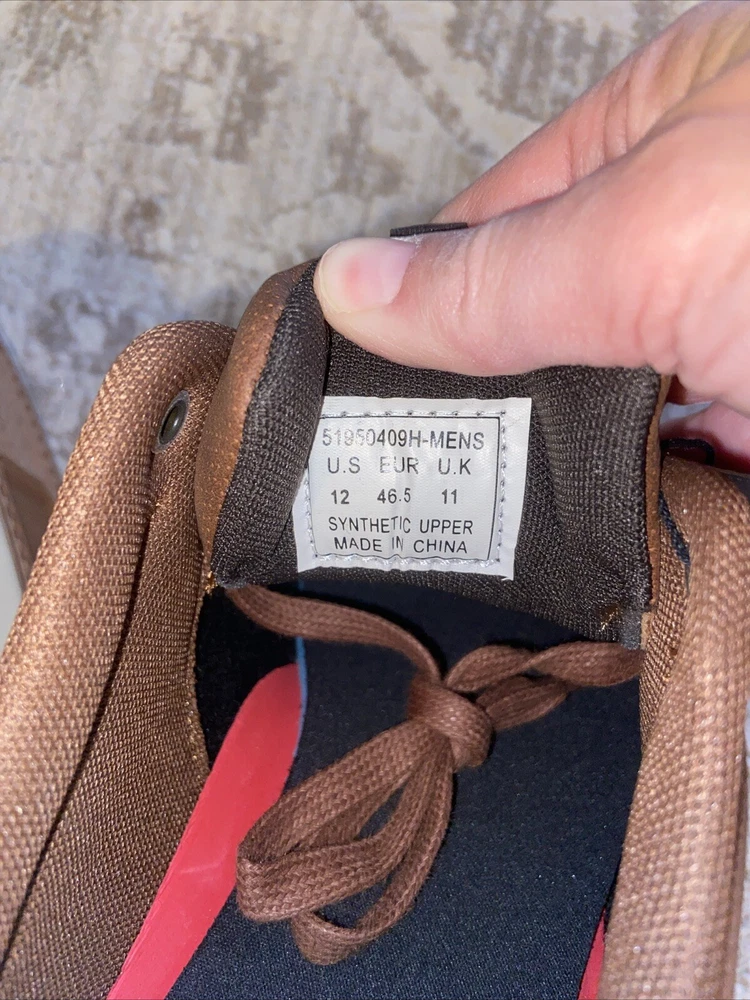 51950409H-MENS
U.S EUR U.K
12 46.5 11
SYNTHETIC UPPER
MADE IN CHINA